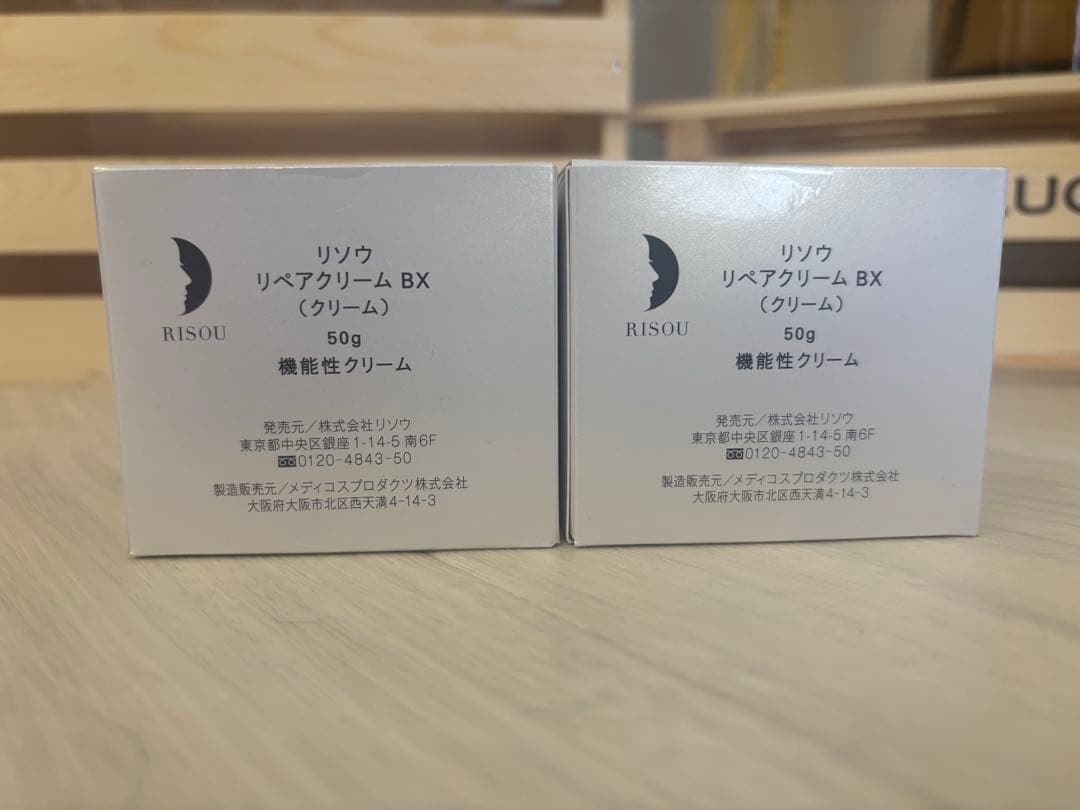 RISOU
リソウ
リペアクリーム BX
（クリーム）
50g
機能性クリーム
発売元／株式会社リソウ
東京都中央区銀座1-14-5 南6F
0120-4843-50
製造販売元／メディコスプロダクツ株式会社
大阪府大阪市北区西天満4-14-3
RISOU
リソウ
リペアクリーム BX
（クリーム）
50g
機能性クリーム
発売元／株式会社リソウ
東京都中央区銀座1-14-5 南6F
0120-4843-50
製造販売元／メディコスプロダクツ株式会社
大阪府大阪市北区西天満4-14-3